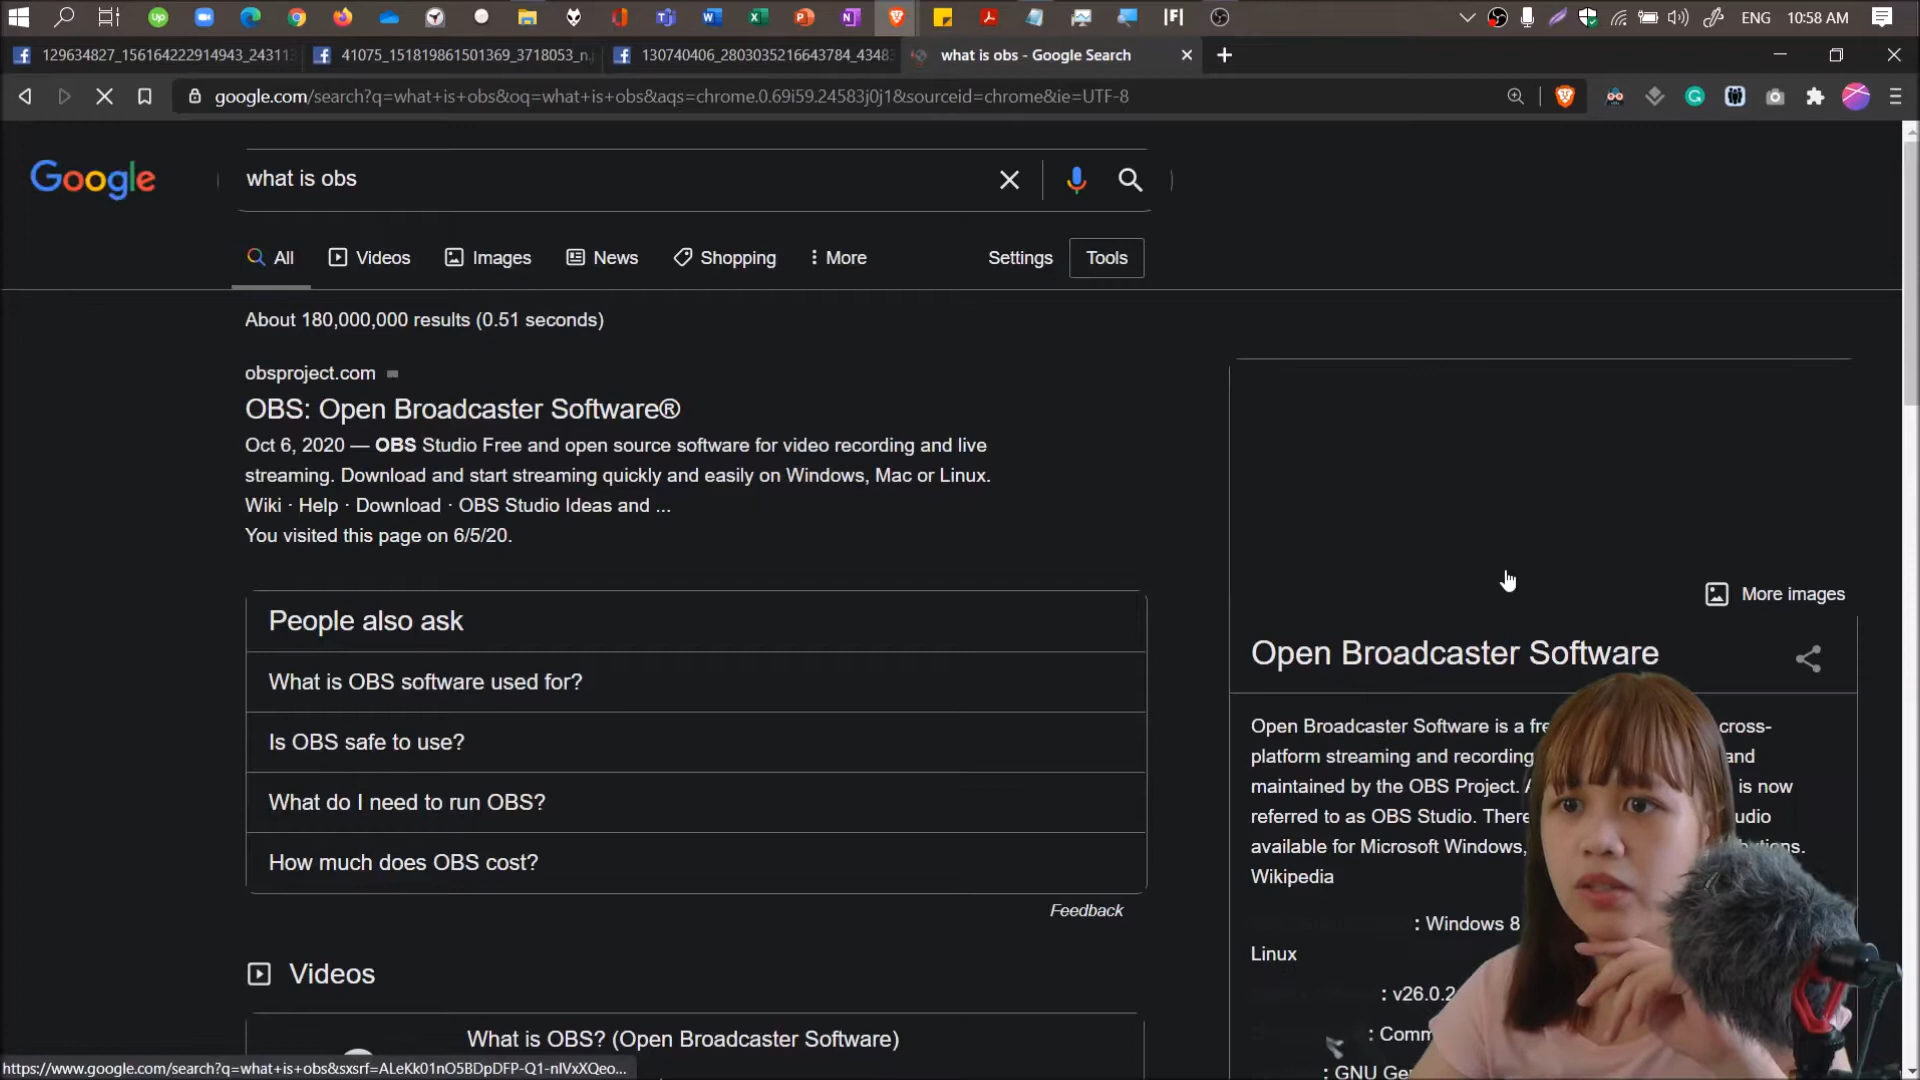 ENG 10:58 AM
129634827_156164222914943_24311
41075_151819861501369_3718053_n.
130740406_2803035216643784_4348
what is obs - Google Search
google.com/search?q=what+is+obs&oq=what+is+obs&aqs=chrome.0.69i59.24583j0j1&sourceid=chrome&ie=UTF-8
Google
what is obs
All Videos Images News Shopping More Settings Tools
About 180,000,000 results (0.51 seconds)
obsproject.com
OBS: Open Broadcaster Software®
Oct 6, 2020 — OBS Studio Free and open source software for video recording and live
streaming. Download and start streaming quickly and easily on Windows, Mac or Linux.
Wiki · Help · Download · OBS Studio Ideas and ...
You visited this page on 6/5/20.
People also ask
What is OBS software used for?
Is OBS safe to use?
What do I need to run OBS?
How much does OBS cost?
Feedback
Videos
What is OBS? (Open Broadcaster Software)
More images
Open Broadcaster Software
Open Broadcaster Software is a cross-
platform streaming and recording and
maintained by the OBS Project. is now
referred to as OBS Studio.
available for Microsoft Windows,
Wikipedia
: Windows 8
Linux
: v26.0.2
: GNU
https://www.google.com/search?q=what+is+obs&sxsrf=ALeKk01nO5BDpDFP-Q1-nIVxXQeo...